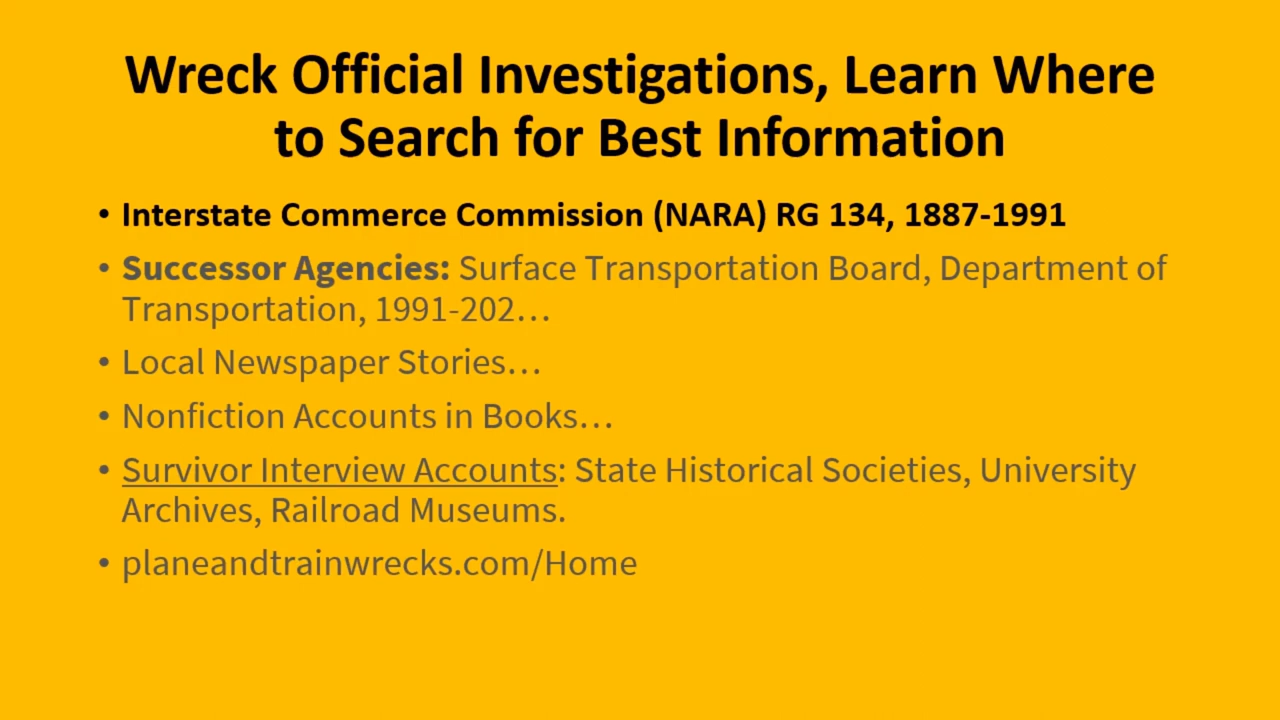 Wreck Official Investigations, Learn Where
to Search for Best Information
• Interstate Commerce Commission (NARA) RG 134, 1887-1991
• Successor Agencies: Surface Transportation Board, Department of
Transportation, 1991-202…
• Local Newspaper Stories…
• Nonfiction Accounts in Books…
• Survivor Interview Accounts: State Historical Societies, University
Archives, Railroad Museums.
• planeandtrainwrecks.com/Home